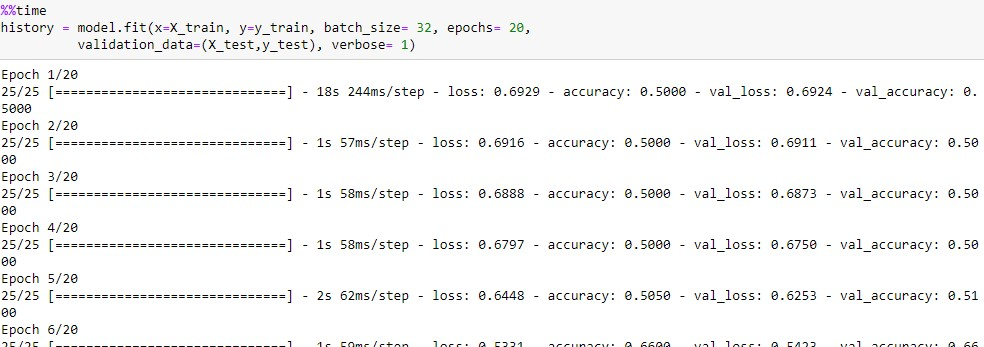 %%time
history = model.fit(x=X_train, y=y_train, batch_size= 32, epochs= 20,
          validation_data=(X_test,y_test), verbose= 1)
Epoch 1/20
25/25 [==============================] - 18s 244ms/step - loss: 0.6929 - accuracy: 0.5000 - val_loss: 0.6924 - val_accuracy: 0.
5000
Epoch 2/20
25/25 [==============================] - 1s 57ms/step - loss: 0.6916 - accuracy: 0.5000 - val_loss: 0.6911 - val_accuracy: 0.50
00
Epoch 3/20
25/25 [==============================] - 1s 58ms/step - loss: 0.6888 - accuracy: 0.5000 - val_loss: 0.6873 - val_accuracy: 0.50
00
Epoch 4/20
25/25 [==============================] - 1s 58ms/step - loss: 0.6797 - accuracy: 0.5000 - val_loss: 0.6750 - val_accuracy: 0.50
00
Epoch 5/20
25/25 [==============================] - 2s 62ms/step - loss: 0.6448 - accuracy: 0.5050 - val_loss: 0.6253 - val_accuracy: 0.51
00
Epoch 6/20
25/25 [==============================] - 1s 59ms/step - loss: 0.5331 - accuracy: 0.6600 - val_loss: 0.5423 - val_accuracy: 0.66